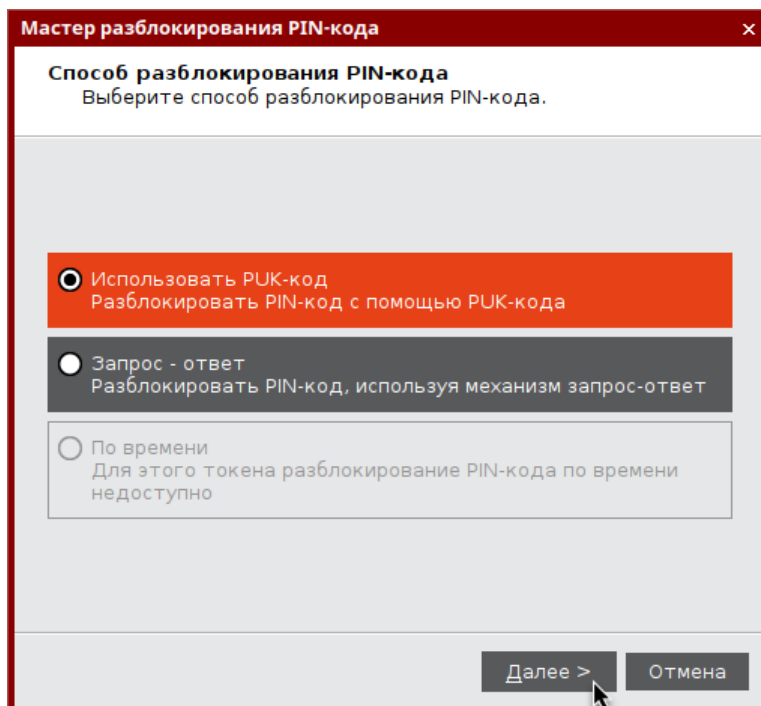 Мастер разблокирования PIN-кода
Способ разблокирования PIN-кода
Выберите способ разблокирования PIN-кода.
Использовать PUK-код
Разблокировать PIN-код с помощью PUK-кода
Запрос - ответ
Разблокировать PIN-код, используя механизм запрос-ответ
По времени
Для этого токена разблокирование PIN-кода по времени
недоступно
Далее > Отмена